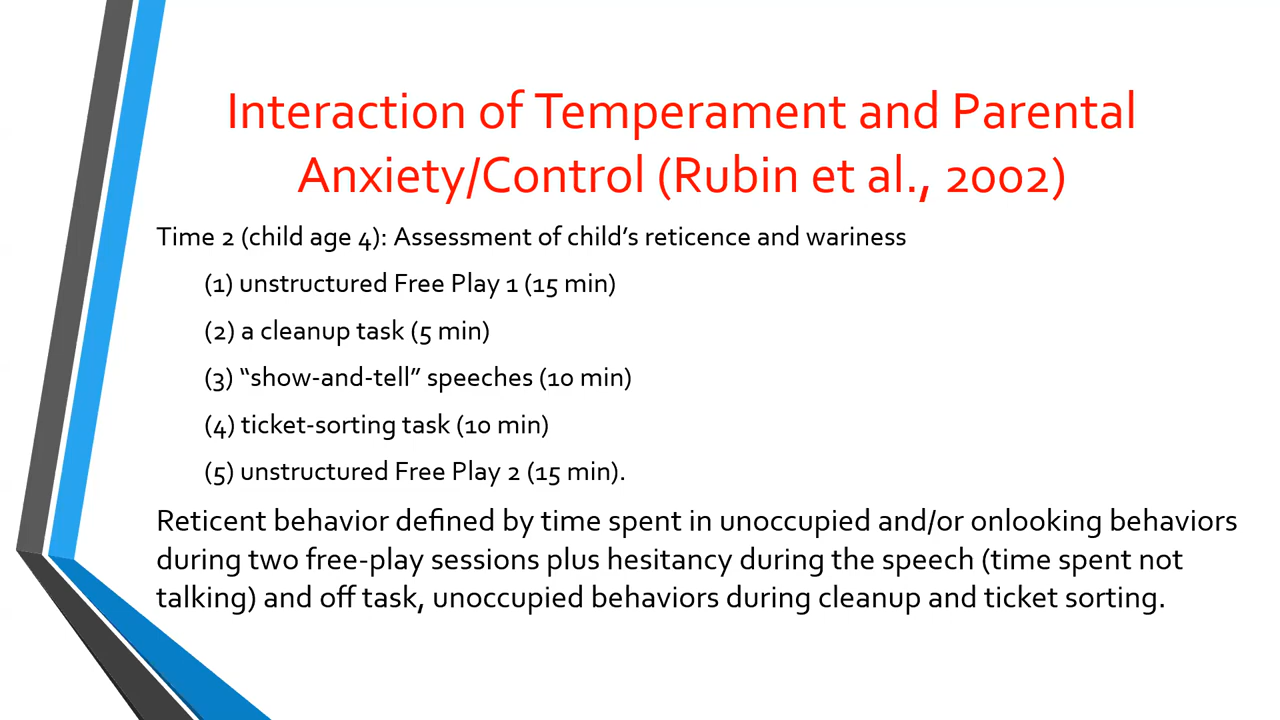 Interaction of Temperament and Parental
Anxiety/Control (Rubin et al., 2002)
Time 2 (child age 4): Assessment of child’s reticence and wariness
(1) unstructured Free Play 1 (15 min)
(2) a cleanup task (5 min)
(3) “show-and-tell” speeches (10 min)
(4) ticket-sorting task (10 min)
(5) unstructured Free Play 2 (15 min).
Reticent behavior defined by time spent in unoccupied and/or onlooking behaviors
during two free-play sessions plus hesitancy during the speech (time spent not
talking) and off task, unoccupied behaviors during cleanup and ticket sorting.